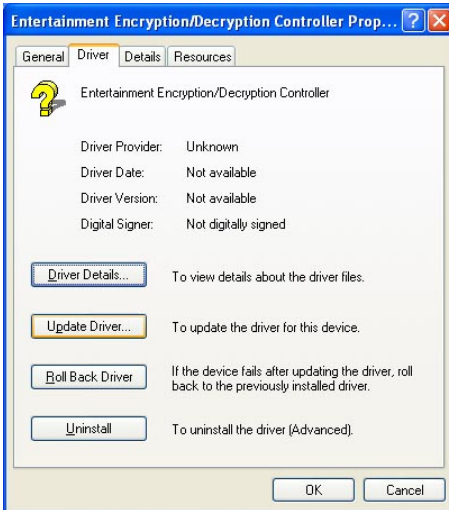 Entertainment Encryption/Decryption Controller Prop... ? X
General Driver Details Resources
Entertainment Encryption/Decryption Controller
Driver Provider: Unknown
Driver Date: Not available
Driver Version: Not available
Digital Signer: Not digitally signed
Driver Details... To view details about the driver files.
Update Driver... To update the driver for this device.
Roll Back Driver If the device fails after updating the driver, roll
back to the previously installed driver.
Uninstall To uninstall the driver (Advanced).
OK Cancel